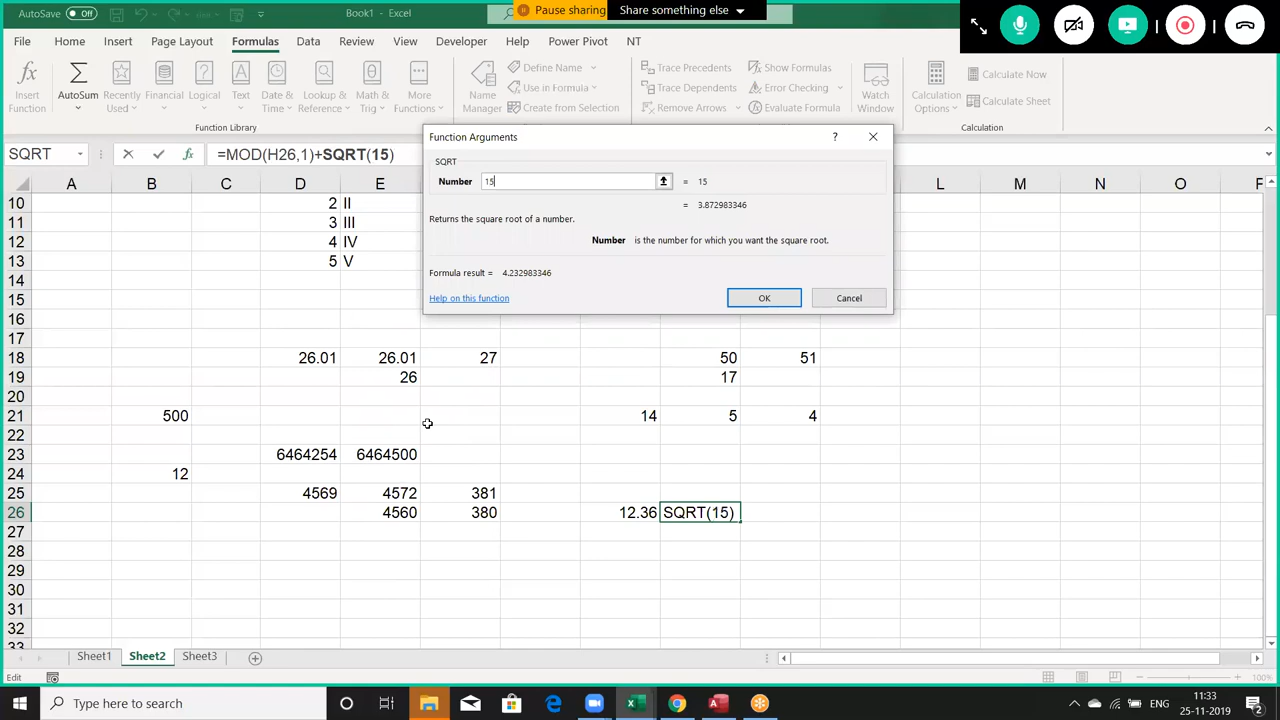 AutoSave Off
Book1 - Excel
Pause sharing
Share something else
File Home Insert Page Layout Formulas Data Review View Developer Help Power Pivot NT
Insert Function
AutoSum
Recently Used
Financial
Logical
Text
Date & Time
Lookup & Reference
Math & Trig
More Functions
Function Library
Name Manager
Define Name
Use in Formula
Create from Selection
Trace Precedents
Trace Dependents
Remove Arrows
Show Formulas
Error Checking
Evaluate Formula
Watch Window
Calculation Options
Calculate Now
Calculate Sheet
Calculation
SQRT
fx
=MOD(H26,1)+SQRT(15)
Function Arguments
?
SQRT
Number 15 = 15
= 3.872983346
Returns the square root of a number.
Number is the number for which you want the square root.
Formula result = 4.232983346
Help on this function
OK Cancel
A B C D E L M N O
10 2 II
11 3 III
12 4 IV
13 5 V
14
15
16
17
18 26.01 26.01 27 50 51
19 26 17
20
21 500 14 5 4
22
23 6464254 6464500
24 12
25 4569 4572 381
26 4560 380 12.36 SQRT(15)
27
28
29
30
31
32
33
Sheet1 Sheet2 Sheet3
Edit
100%
Type here to search
ENG
11:33
25-11-2019
2